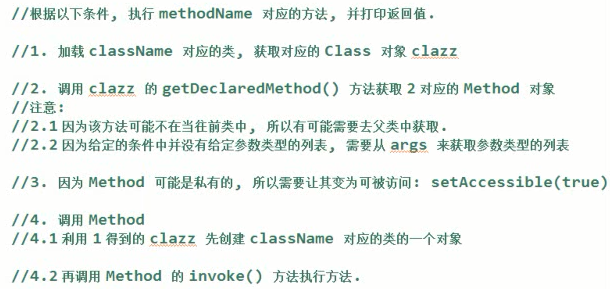 //根据以下条件, 执行 methodName 对应的方法, 并打印返回值.
//1. 加载 className 对应的类, 获取对应的 Class 对象 clazz
//2. 调用 clazz 的 getDeclaredMethod() 方法获取 2 对应的 Method 对象
//注意:
//2.1 因为该方法可能不在当往前类中, 所以有可能需要去父类中获取.
//2.2 因为给定的条件中并没有给定参数类型的列表, 需要从 args 来获取参数类型的列表
//3. 因为 Method 可能是私有的, 所以需要让其变为可被访问: setAccessible(true)
//4. 调用 Method
//4.1 利用 1 得到的 clazz 先创建 className 对应的类的一个对象
//4.2 再调用 Method 的 invoke() 方法执行方法.